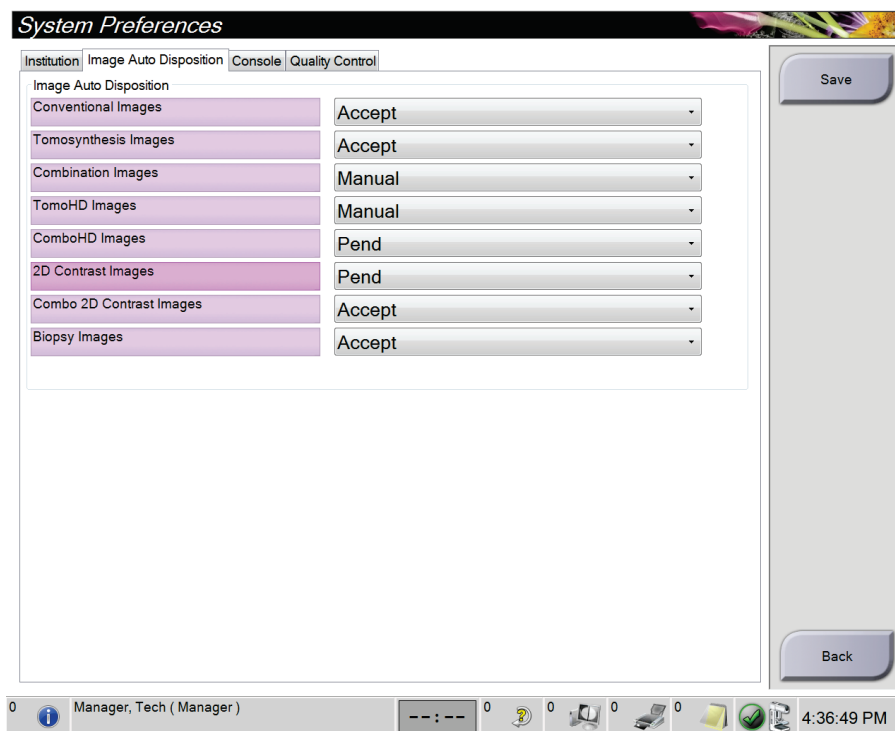 System Preferences
Institution Image Auto Disposition Console Quality Control
Save
Image Auto Disposition
Conventional Images Accept
Tomosynthesis Images Accept
Combination Images Manual
TomoHD Images Manual
ComboHD Images Pend
2D Contrast Images Pend
Combo 2D Contrast Images Accept
Biopsy Images Accept
Back
0 Manager, Tech ( Manager ) --:-- 0 0 0 0 4:36:49 PM